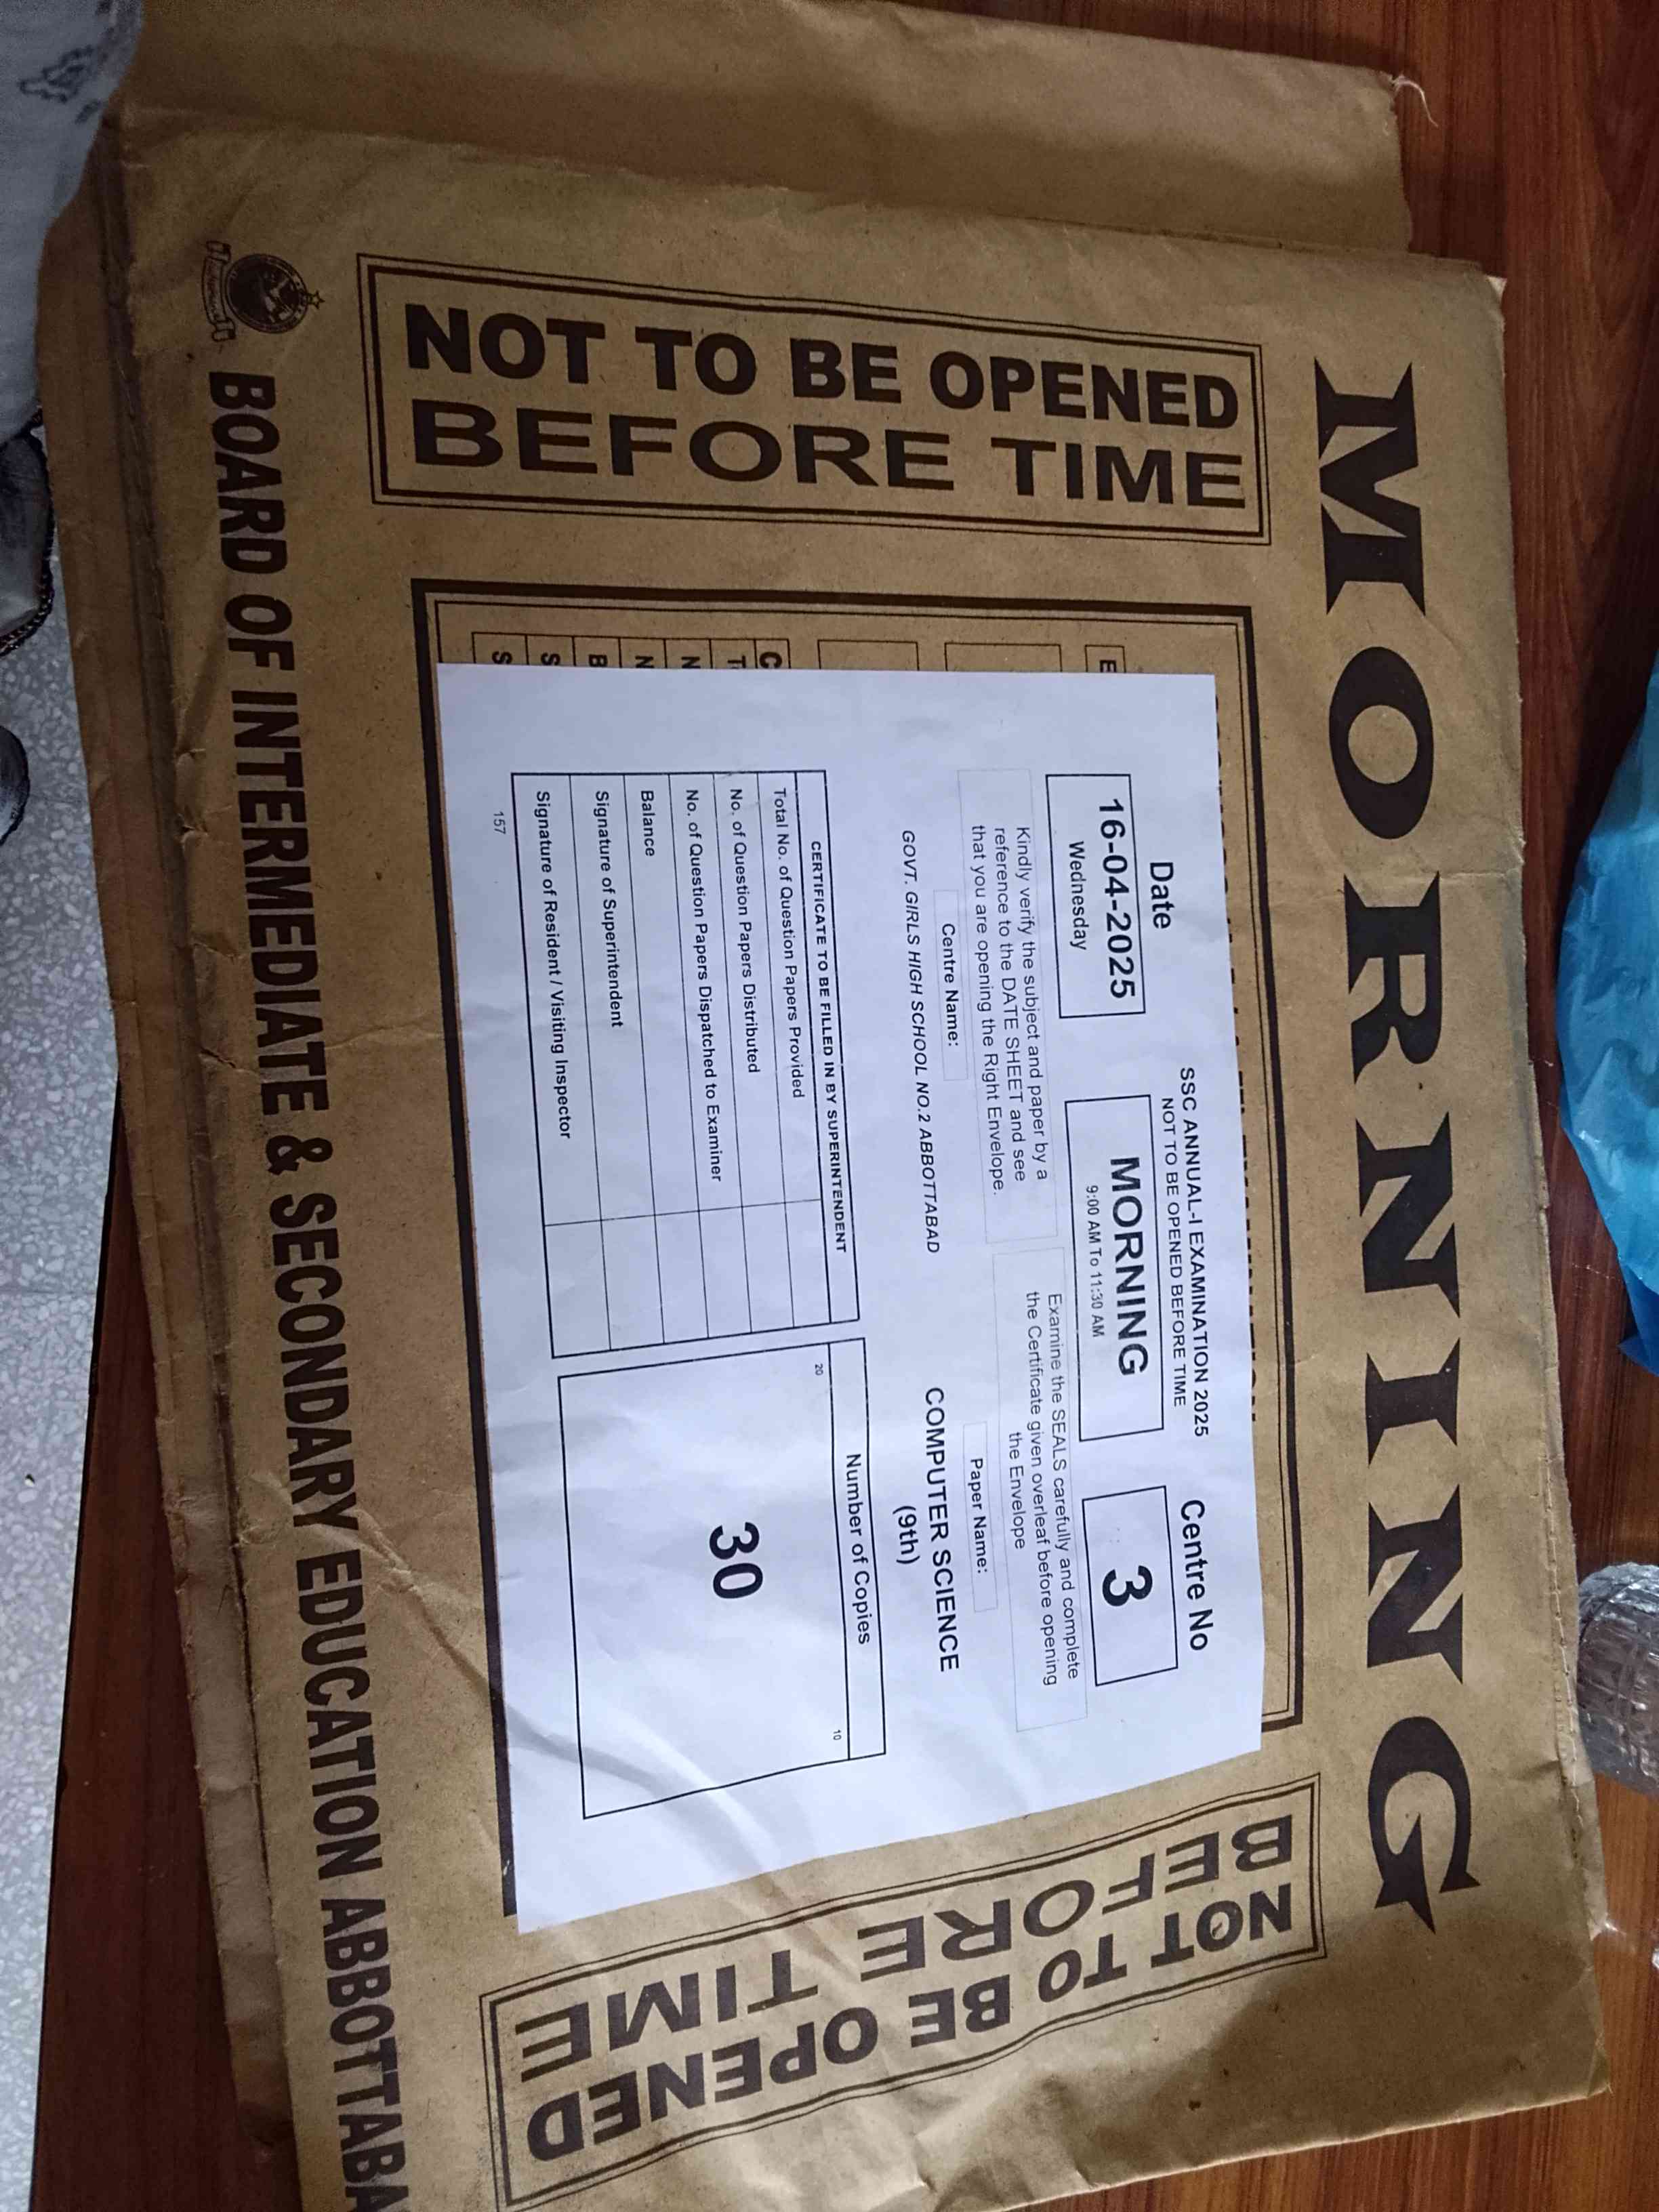 MORNING
NOT TO BE OPENED
BEFORE TIME
Date
16-04-2025
Wednesday
SSC ANNUAL-I EXAMINATION 2025
NOT TO BE OPENED BEFORE TIME
MORNING
9:00 AM To 11:30 AM
Centre No
3
Kindly verify the subject and paper by a
reference to the DATE SHEET and see
that you are opening the Right Envelope.
Examine the SEALS carefully and complete
the Certificate given overleaf before opening
the Envelope
Centre Name:
GOVT. GIRLS HIGH SCHOOL NO.2 ABBOTTABAD
Paper Name:
COMPUTER SCIENCE
(9th)
CERTIFICATE TO BE FILLED IN BY SUPERINTENDENT
Total No. of Question Papers Provided
No. of Question Papers Distributed
No. of Question Papers Dispatched to Examiner
Balance
Signature of Superintendent
Signature of Resident / Visiting Inspector
157
Number of Copies
20
10
30
E
C
T
N
N
B
S
S
NOT TO BE OPENED
BEFORE TIME
BOARD OF INTERMEDIATE & SECONDARY EDUCATION ABBOTTABA